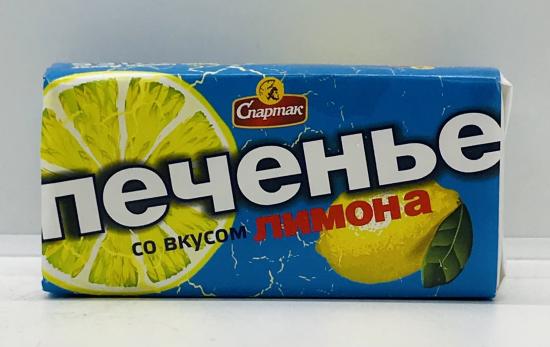 Спартак
печенье
со вкусом лимона